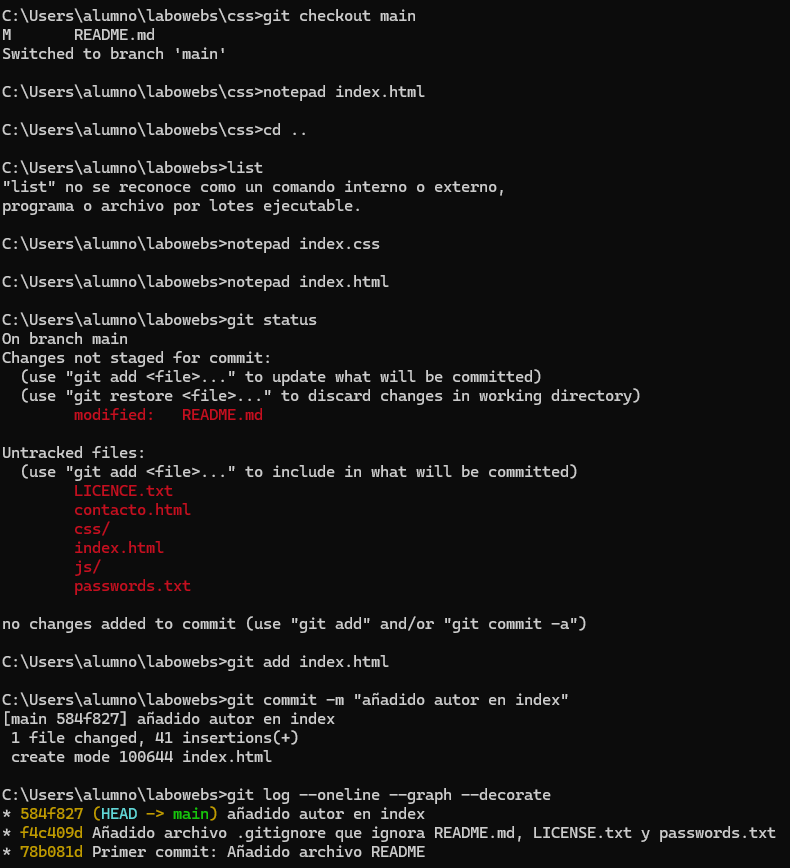 C:\Users\alumno\labowebs\css>git checkout main
M       README.md
Switched to branch 'main'
C:\Users\alumno\labowebs\css>notepad index.html
C:\Users\alumno\labowebs\css>cd ..
C:\Users\alumno\labowebs>list
"list" no se reconoce como un comando interno o externo,
programa o archivo por lotes ejecutable.
C:\Users\alumno\labowebs>notepad index.css
C:\Users\alumno\labowebs>notepad index.html
C:\Users\alumno\labowebs>git status
On branch main
Changes not staged for commit:
  (use "git add <file>..." to update what will be committed)
  (use "git restore <file>..." to discard changes in working directory)
        modified:   README.md
Untracked files:
  (use "git add <file>..." to include in what will be committed)
        LICENCE.txt
        contacto.html
        css/
        index.html
        js/
        passwords.txt
no changes added to commit (use "git add" and/or "git commit -a")
C:\Users\alumno\labowebs>git add index.html
C:\Users\alumno\labowebs>git commit -m "añadido autor en index"
[main 584f827] añadido autor en index
 1 file changed, 41 insertions(+)
 create mode 100644 index.html
C:\Users\alumno\labowebs>git log --oneline --graph --decorate
* 584f827 (HEAD -> main) añadido autor en index
* f4c409d Añadido archivo .gitignore que ignora README.md, LICENSE.txt y passwords.txt
* 78b081d Primer commit: Añadido archivo README